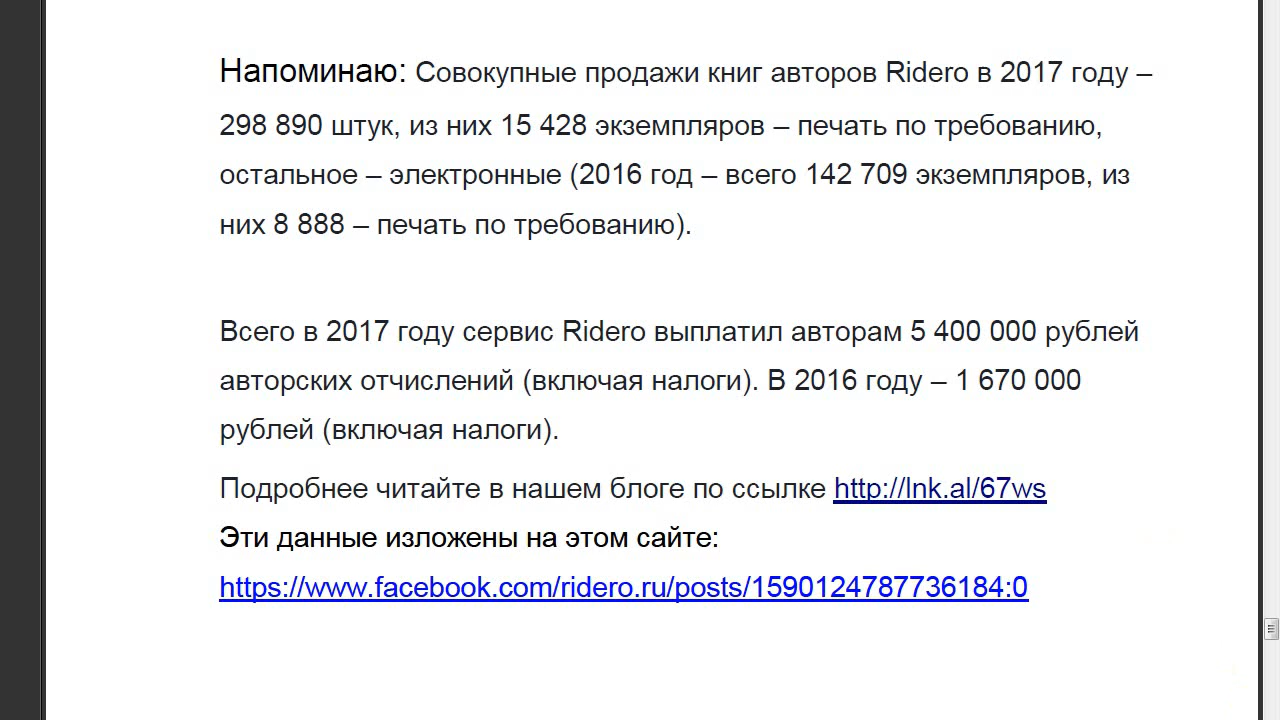 Напоминаю: Совокупные продажи книг авторов Ridero в 2017 году –
298 890 штук, из них 15 428 экземпляров – печать по требованию,
остальное – электронные (2016 год – всего 142 709 экземпляров, из
них 8 888 – печать по требованию).
Всего в 2017 году сервис Ridero выплатил авторам 5 400 000 рублей
авторских отчислений (включая налоги). В 2016 году – 1 670 000
рублей (включая налоги).
Подробнее читайте в нашем блоге по ссылке http://lnk.al/67ws
Эти данные изложены на этом сайте:
https://www.facebook.com/ridero.ru/posts/1590124787736184:0